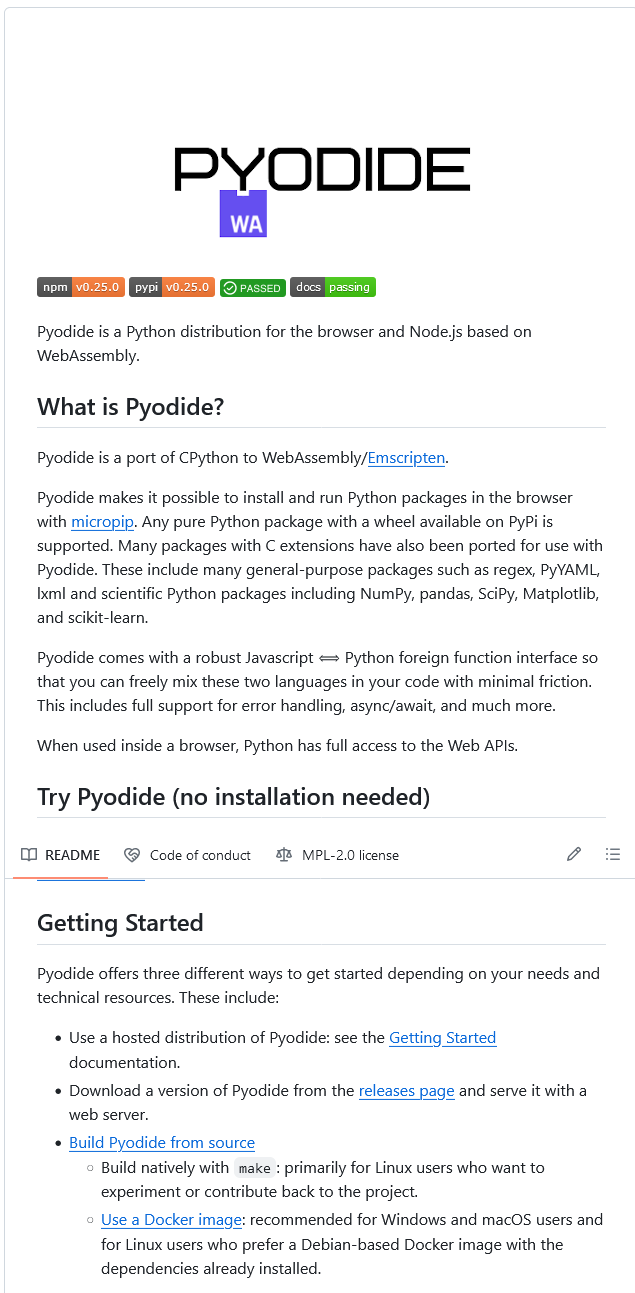 PYODIDE
WA
npm v0.25.0 pypi v0.25.0 PASSED docs passing
Pyodide is a Python distribution for the browser and Node.js based on
WebAssembly.
What is Pyodide?
Pyodide is a port of CPython to WebAssembly/Emscripten.
Pyodide makes it possible to install and run Python packages in the browser
with micropip. Any pure Python package with a wheel available on PyPi is
supported. Many packages with C extensions have also been ported for use with
Pyodide. These include many general-purpose packages such as regex, PyYAML,
lxml and scientific Python packages including NumPy, pandas, SciPy, Matplotlib,
and scikit-learn.
Pyodide comes with a robust Javascript ⟺ Python foreign function interface so
that you can freely mix these two languages in your code with minimal friction.
This includes full support for error handling, async/await, and much more.
When used inside a browser, Python has full access to the Web APIs.
Try Pyodide (no installation needed)
README Code of conduct MPL-2.0 license
Getting Started
Pyodide offers three different ways to get started depending on your needs and
technical resources. These include:
• Use a hosted distribution of Pyodide: see the Getting Started
documentation.
• Download a version of Pyodide from the releases page and serve it with a
web server.
• Build Pyodide from source
○ Build natively with make: primarily for Linux users who want to
experiment or contribute back to the project.
○ Use a Docker image: recommended for Windows and macOS users and
for Linux users who prefer a Debian-based Docker image with the
dependencies already installed.